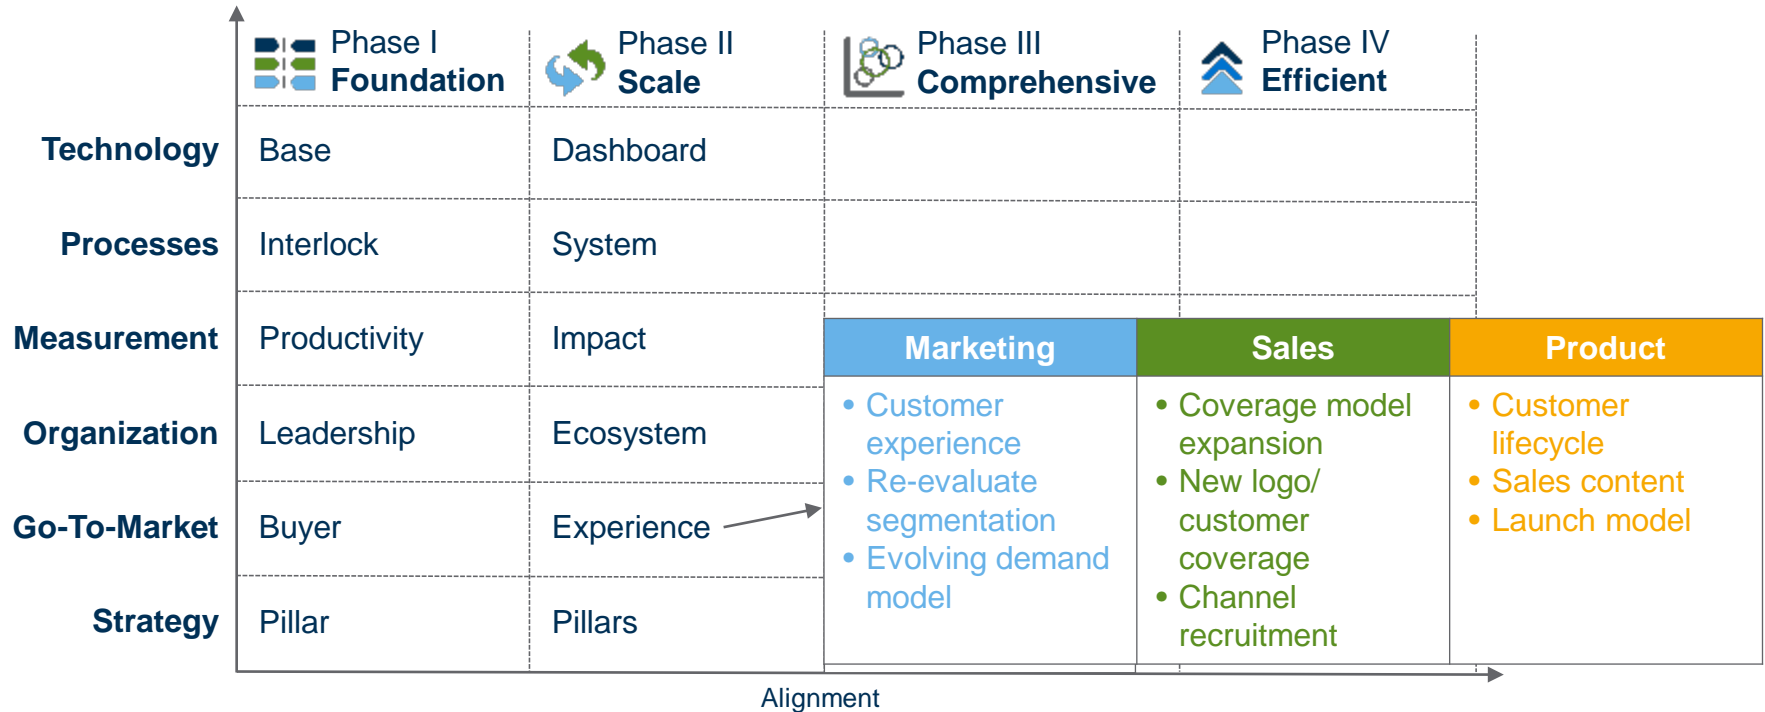 Phase I
Foundation
Phase II
Scale
Phase III
Comprehensive
Phase IV
Efficient
Technology
Base
Dashboard
Processes
Interlock
System
Measurement
Productivity
Impact
Organization
Leadership
Ecosystem
Go-To-Market
Buyer
Experience
Strategy
Pillar
Pillars
Marketing
• Customer
experience
• Re-evaluate
segmentation
• Evolving demand
model
Sales
• Coverage model
expansion
• New logo/
customer
coverage
• Channel
recruitment
Product
• Customer
lifecycle
• Sales content
• Launch model
Alignment